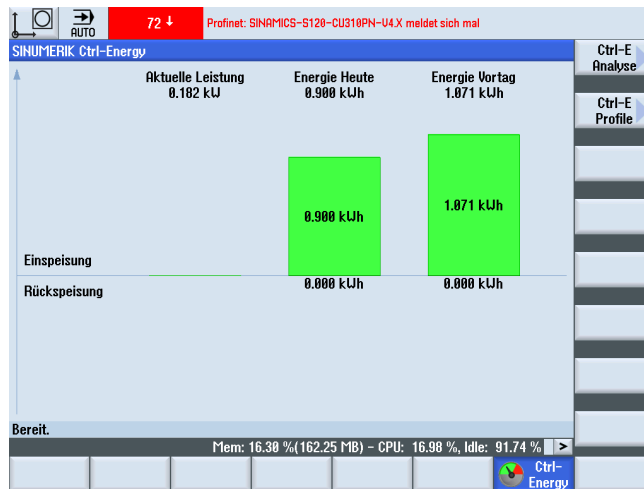 AUTO
72 ↓
Profinet: SINAMICS-S120-CU310PN-V4.X meldet sich mal
SINUMERIK Ctrl-Energy
Ctrl-E
Analyse
Aktuelle Leistung
0.182 kW
Energie Heute
0.900 kWh
Energie Vortag
1.071 kWh
Ctrl-E
Profile
1.071 kWh
0.900 kWh
Einspeisung
Rückspeisung
0.000 kWh
0.000 kWh
Bereit.
Mem: 16.30 %(162.25 MB) - CPU: 16.98 %, Idle: 91.74 % >
Ctrl-
Energy